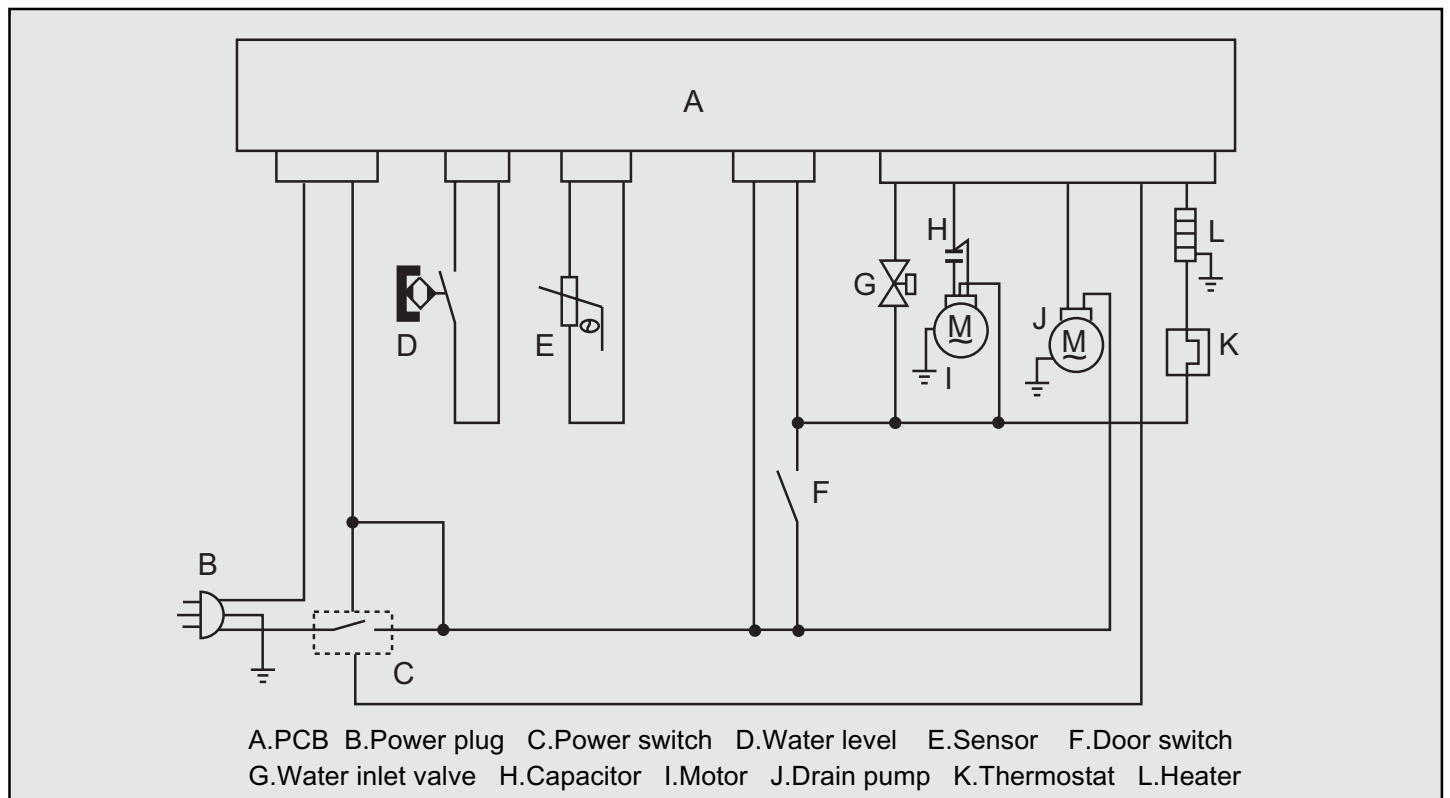 A
H
L
G
M
J
M
K
D
E
I
F
B
C
A.PCB B.Power plug C.Power switch D.Water level E.Sensor F.Door switch
G.Water inlet valve H.Capacitor I.Motor J.Drain pump K.Thermostat L.Heater